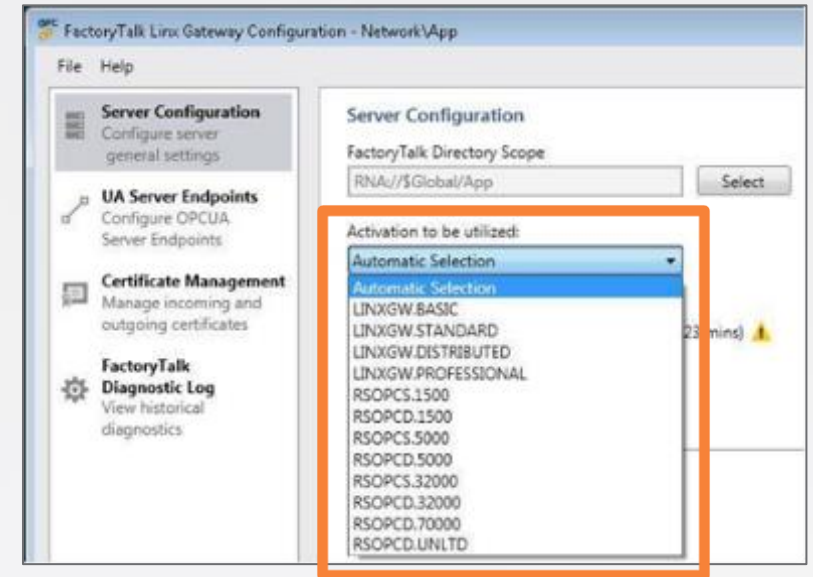 FactoryTalk Linx Gateway Configuration - Network\App
File Help
Server Configuration
Configure server
general settings
UA Server Endpoints
Configure OPCUA
Server Endpoints
Certificate Management
Manage incoming and
outgoing certificates
FactoryTalk
Diagnostic Log
View historical
diagnostics
Server Configuration
FactoryTalk Directory Scope
RNA://$Global/App
Select
Activation to be utilized:
Automatic Selection
Automatic Selection
LINXGW.BASIC
LINXGW.STANDARD
23 mins)
LINXGW.DISTRIBUTED
LINXGW.PROFESSIONAL
RSOPCS.1500
RSOPCD.1500
RSOPCS.5000
RSOPCD.5000
RSOPCS.32000
RSOPCD.32000
RSOPCD.70000
RSOPCD.UNLTD